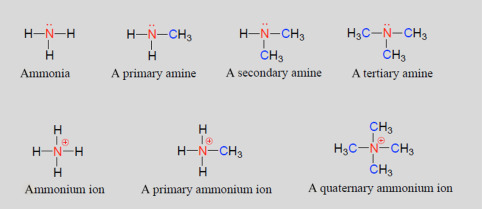 H–N̈–H
H
Ammonia
H–N̈–CH₃
H
A primary amine
H–N̈–CH₃
CH₃
A secondary amine
H₃C–N̈–CH₃
CH₃
A tertiary amine
H
H–N⊕–H
H
Ammonium ion
H
H–N⊕–CH₃
H
A primary ammonium ion
CH₃
H₃C–N⊕–CH₃
CH₃
A quaternary ammonium ion